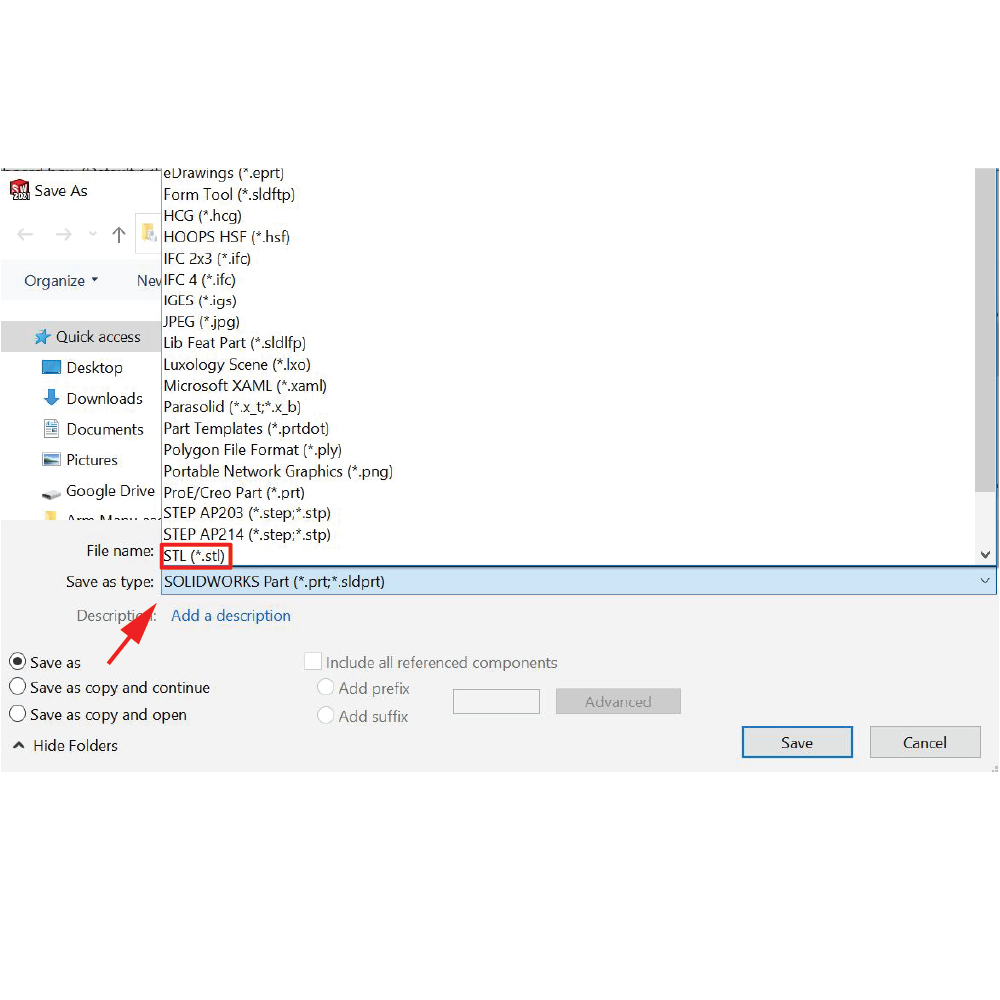 eDrawings (*.eprt)
Save As
Form Tool (*.sldftp)
HCG (*.hcg)
HOOPS HSF (*.hsf)
IFC 2x3 (*.ifc)
Organize
New
IFC 4 (*.ifc)
IGES (*.igs)
JPEG (*.jpg)
Quick access
Lib Feat Part (*.sldlfp)
Luxology Scene (*.lxo)
Desktop
Microsoft XAML (*.xaml)
Downloads
Parasolid (*.x_t;*.x_b)
Documents
Part Templates (*.prtdot)
Polygon File Format (*.ply)
Pictures
Portable Network Graphics (*.png)
Google Drive
ProE/Creo Part (*.prt)
STEP AP203 (*.step;*.stp)
STEP AP214 (*.step;*.stp)
File name:
STL (*.stl)
Save as type:
SOLIDWORKS Part (*.prt;*.sldprt)
Add a description
Save as
Include all referenced components
Save as copy and continue
Add prefix
Advanced
Save as copy and open
Add suffix
Hide Folders
Save
Cancel